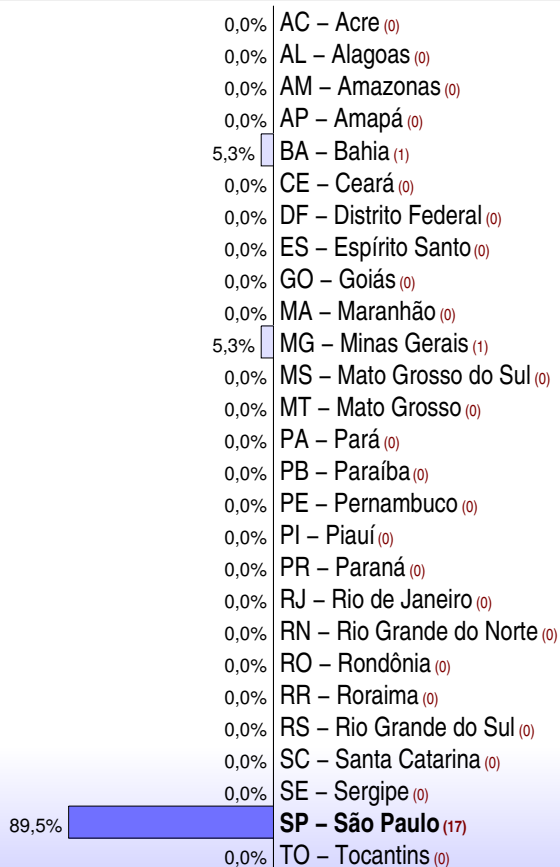 0,0% AC – Acre (0)
0,0% AL – Alagoas (0)
0,0% AM – Amazonas (0)
0,0% AP – Amapá (0)
5,3% BA – Bahia (1)
0,0% CE – Ceará (0)
0,0% DF – Distrito Federal (0)
0,0% ES – Espírito Santo (0)
0,0% GO – Goiás (0)
0,0% MA – Maranhão (0)
5,3% MG – Minas Gerais (1)
0,0% MS – Mato Grosso do Sul (0)
0,0% MT – Mato Grosso (0)
0,0% PA – Pará (0)
0,0% PB – Paraíba (0)
0,0% PE – Pernambuco (0)
0,0% PI – Piauí (0)
0,0% PR – Paraná (0)
0,0% RJ – Rio de Janeiro (0)
0,0% RN – Rio Grande do Norte (0)
0,0% RO – Rondônia (0)
0,0% RR – Roraima (0)
0,0% RS – Rio Grande do Sul (0)
0,0% SC – Santa Catarina (0)
0,0% SE – Sergipe (0)
89,5% SP – São Paulo (17)
0,0% TO – Tocantins (0)